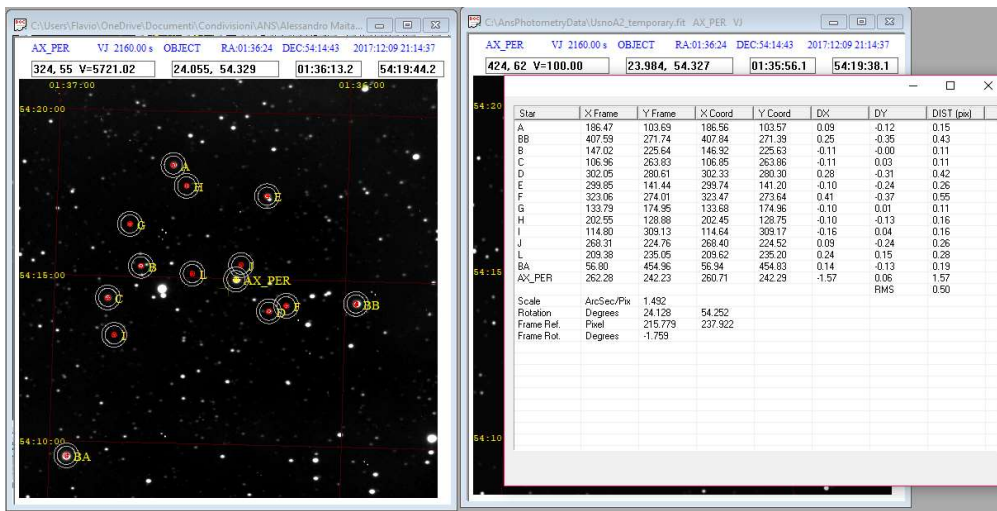 C:\Users\Flavio\OneDrive\Documenti\Condivisioni\ANS\Alessandro Maita...
AX_PER VJ 2160.00 s OBJECT RA:01:36:24 DEC:54:14:43 2017:12:09 21:14:37
324, 55 V=5721.02 24.055, 54.329 01:36:13.2 54:19:44.2
01:37:00 01:36:00
54:20:00
A
H
E
G
B
J
54:15:00
L
AX_PER
C
D
F
BB
I
54:10:00
BA
C:\AnsPhotometryData\UsnoA2_temporary.fit AX_PER VJ
AX_PER VJ 2160.00 s OBJECT RA:01:36:24 DEC:54:14:43 2017:12:09 21:14:37
424, 62 V=100.00 23.984, 54.327 01:35:56.1 54:19:38.1
54:20
54:15
54:10
Star X Frame Y Frame X Coord Y Coord DX DY DIST (pix)
A 186.47 103.69 186.56 103.57 0.09 -0.12 0.15
BB 407.59 271.74 407.84 271.39 0.25 -0.35 0.43
B 147.02 225.64 146.92 225.63 -0.11 -0.00 0.11
C 106.96 263.83 106.85 263.86 -0.11 0.03 0.11
D 302.05 280.61 302.33 280.30 0.28 -0.31 0.42
E 299.85 141.44 299.74 141.20 -0.10 -0.24 0.26
F 323.06 274.01 323.47 273.64 0.41 -0.37 0.55
G 133.79 174.95 133.68 174.96 -0.10 0.01 0.11
H 202.55 128.88 202.45 128.75 -0.10 -0.13 0.16
I 114.80 309.13 114.64 309.17 -0.16 0.04 0.16
J 268.31 224.76 268.40 224.52 0.09 -0.24 0.26
L 209.38 235.05 209.62 235.20 0.24 0.15 0.28
BA 56.80 454.96 56.94 454.83 0.14 -0.13 0.19
AX_PER 262.28 242.23 260.71 242.29 -1.57 0.06 1.57
RMS 0.50
Scale ArcSec/Pix 1.492
Rotation Degrees 24.128 54.252
Frame Ref. Pixel 215.779 237.922
Frame Rot. Degrees -1.759